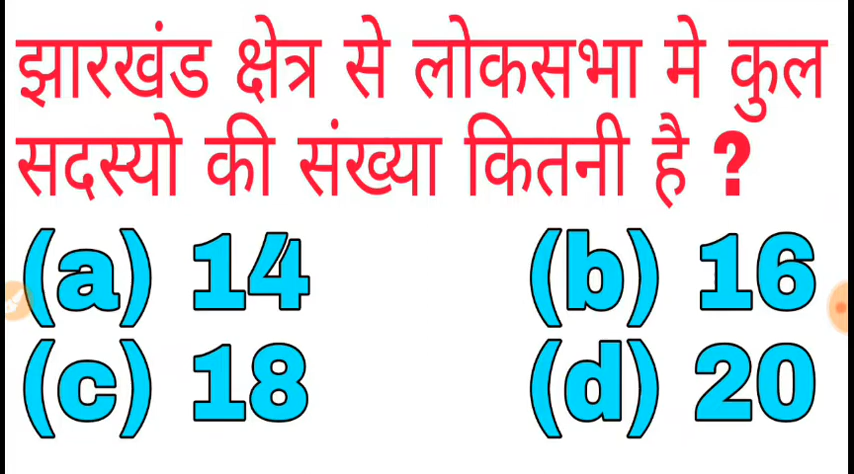 झारखंड क्षेत्र से लोकसभा मे कुल
सदस्यो की संख्या कितनी है ?
(a) 14 (b) 16
(c) 18 (d) 20